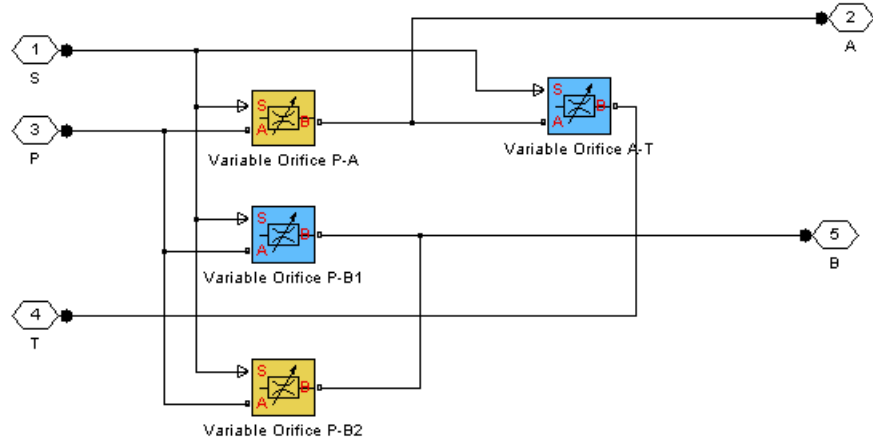 2
A
1
S
S
A
B
Variable Orifice P-A
S
A
B
Variable Orifice A-T
3
P
S
A
B
Variable Orifice P-B1
5
B
4
T
S
A
B
Variable Orifice P-B2